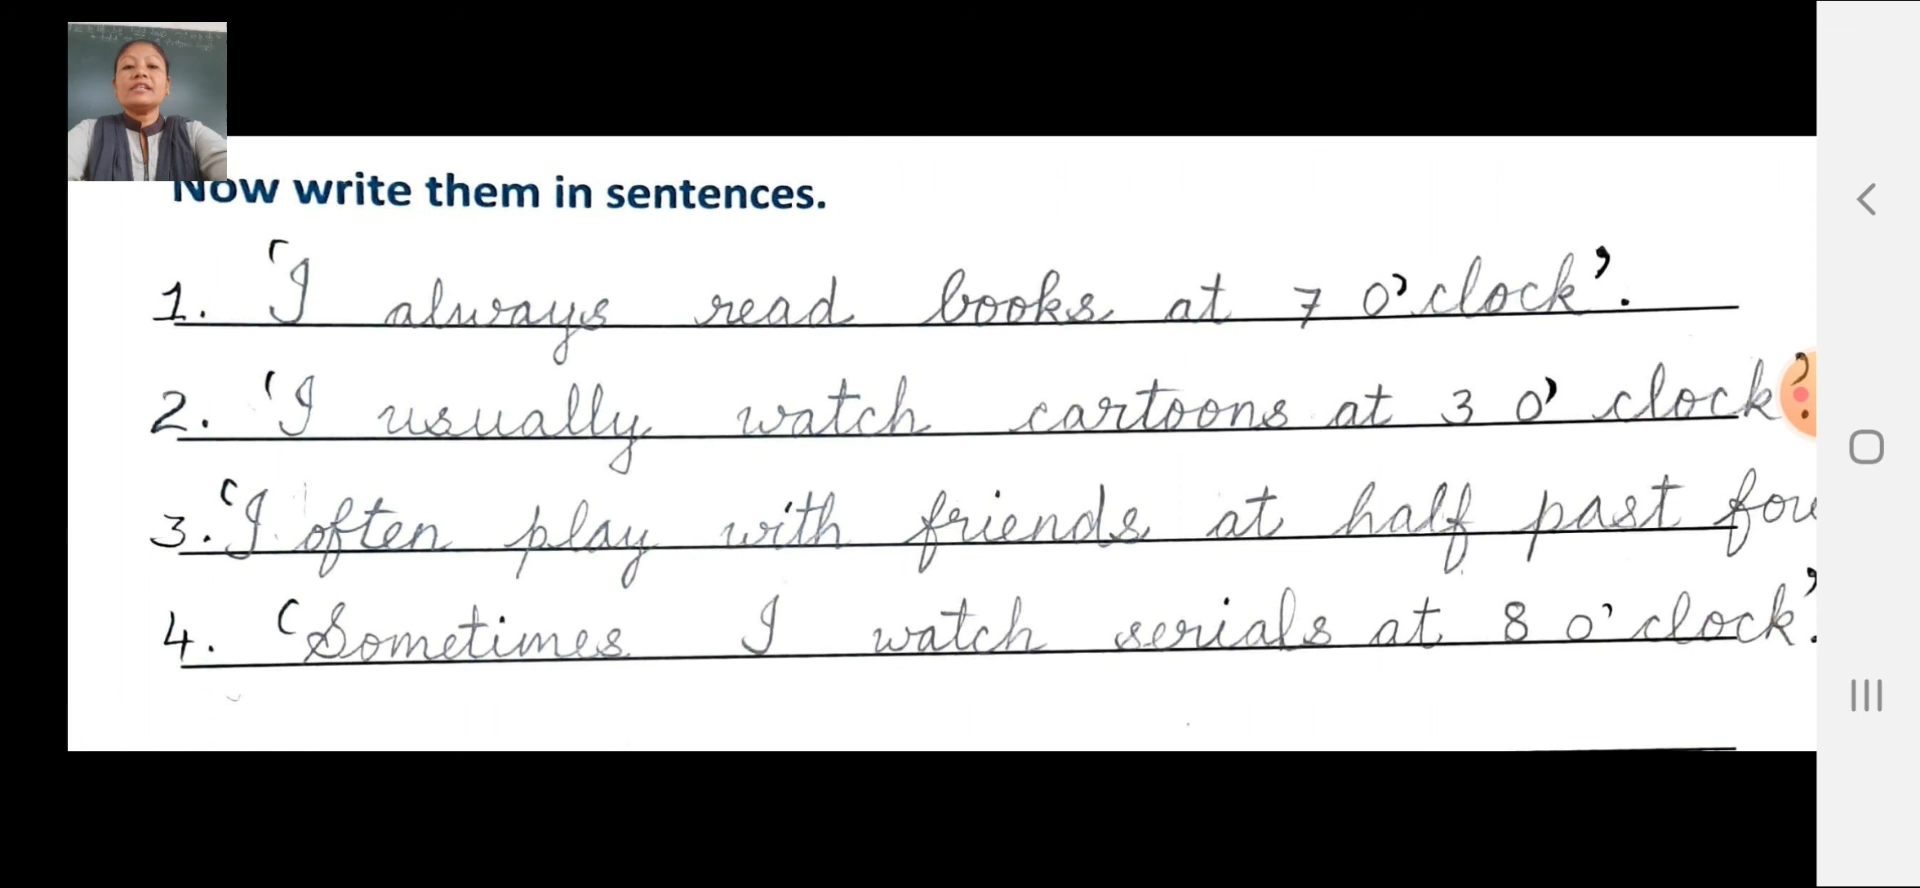 Now write them in sentences.
1. 'I always read books at 7 o'clock'.
2. 'I usually watch cartoons at 3 o' clock'.
3. 'I often play with friends at half past
4. 'Sometimes I watch serials at 8 o'clock'.